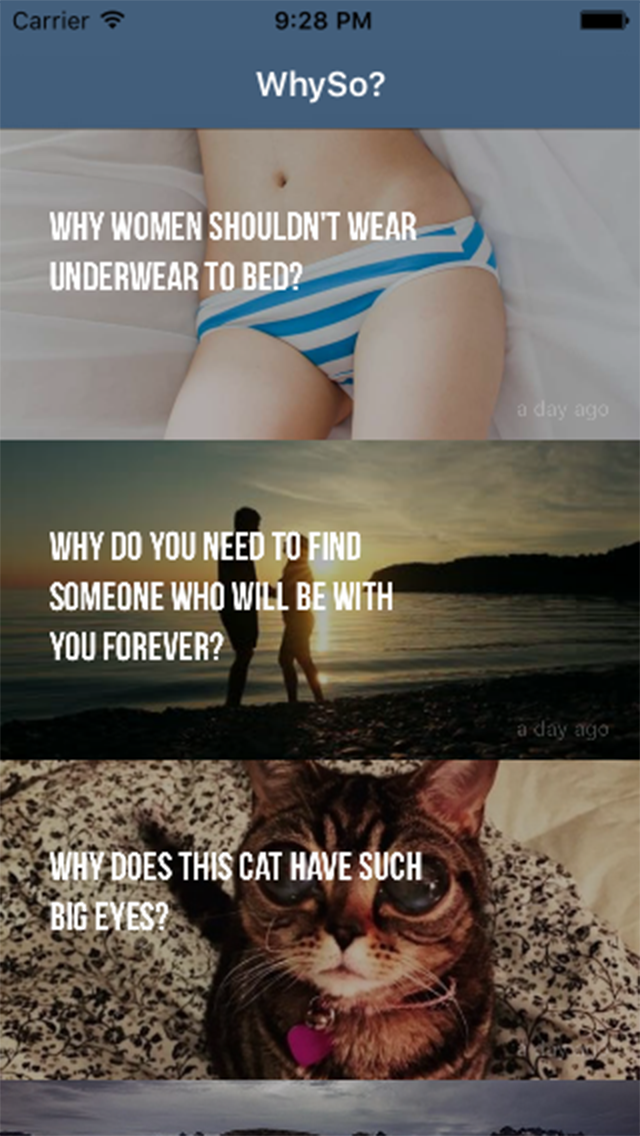 Carrier 9:28 PM
WhySo?
WHY WOMEN SHOULDN'T WEAR
UNDERWEAR TO BED?
a day ago
WHY DO YOU NEED TO FIND
SOMEONE WHO WILL BE WITH
YOU FOREVER?
a day ago
WHY DOES THIS CAT HAVE SUCH
BIG EYES?